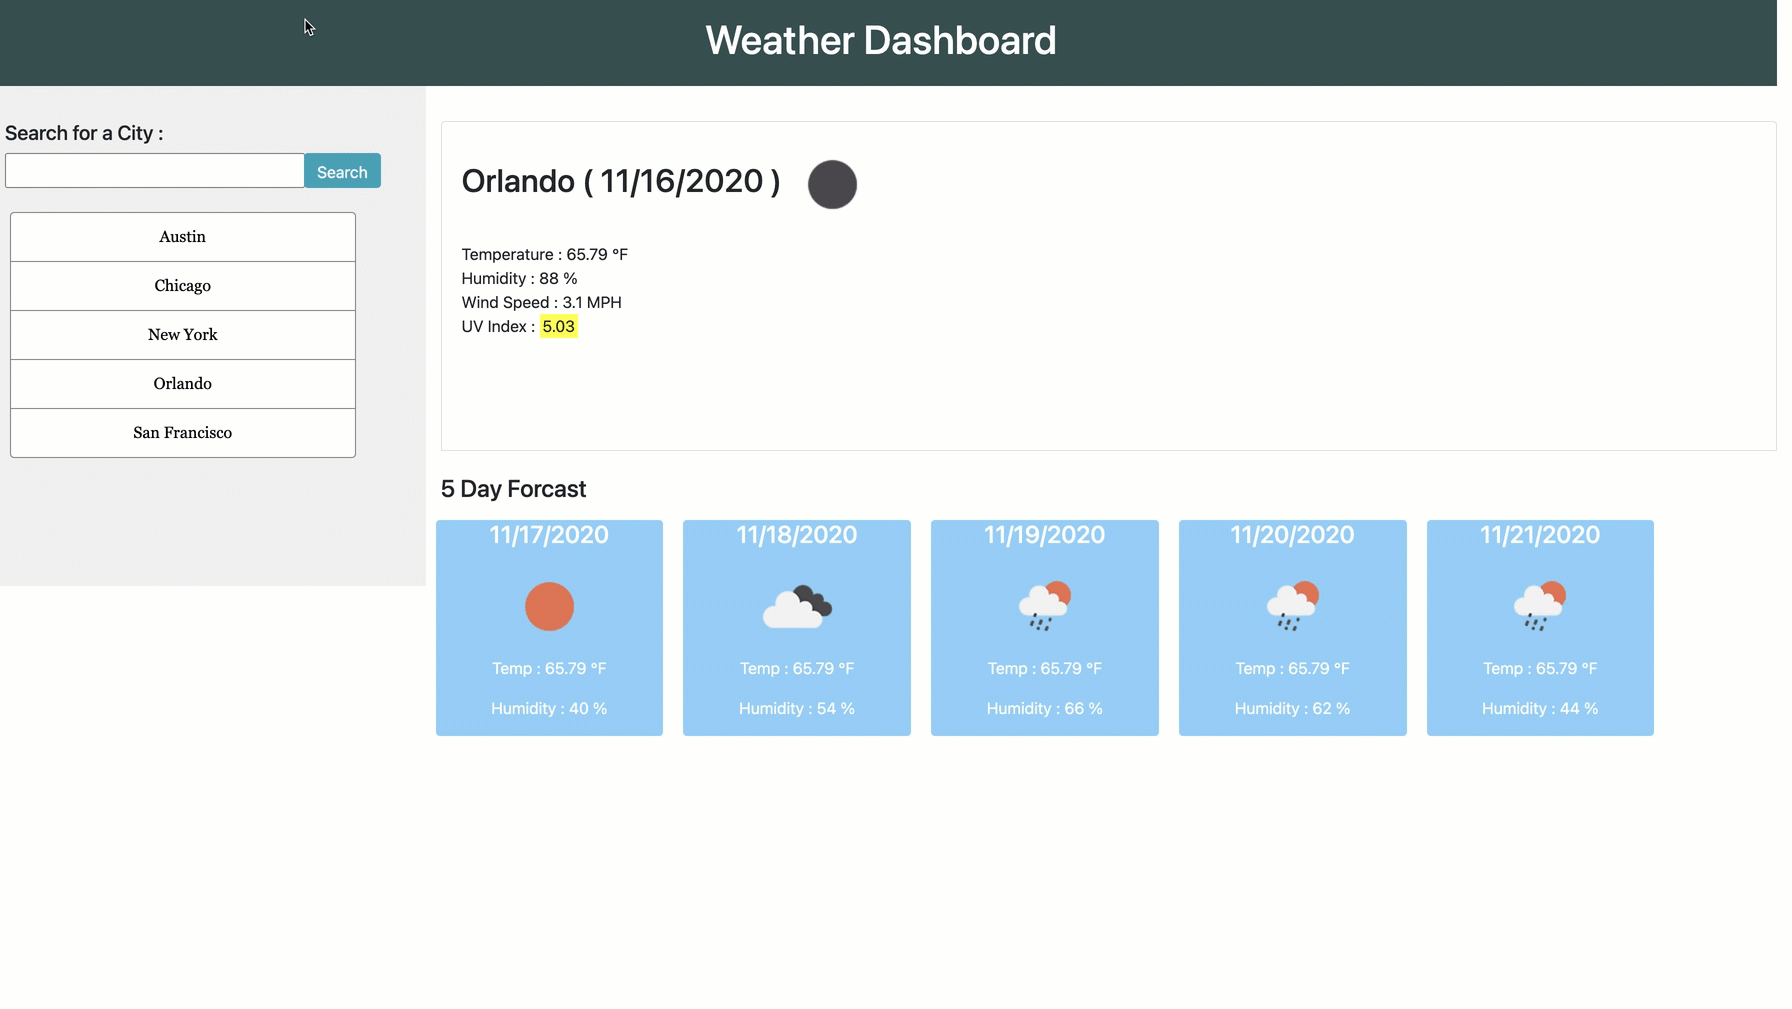 Weather Dashboard
Search for a City :
Search
Austin
Chicago
New York
Orlando
San Francisco
Orlando ( 11/16/2020 )
Temperature : 65.79 °F
Humidity : 88 %
Wind Speed : 3.1 MPH
UV Index : 5.03
5 Day Forcast
11/17/2020
Temp : 65.79 °F
Humidity : 40 %
11/18/2020
Temp : 65.79 °F
Humidity : 54 %
11/19/2020
Temp : 65.79 °F
Humidity : 66 %
11/20/2020
Temp : 65.79 °F
Humidity : 62 %
11/21/2020
Temp : 65.79 °F
Humidity : 44 %